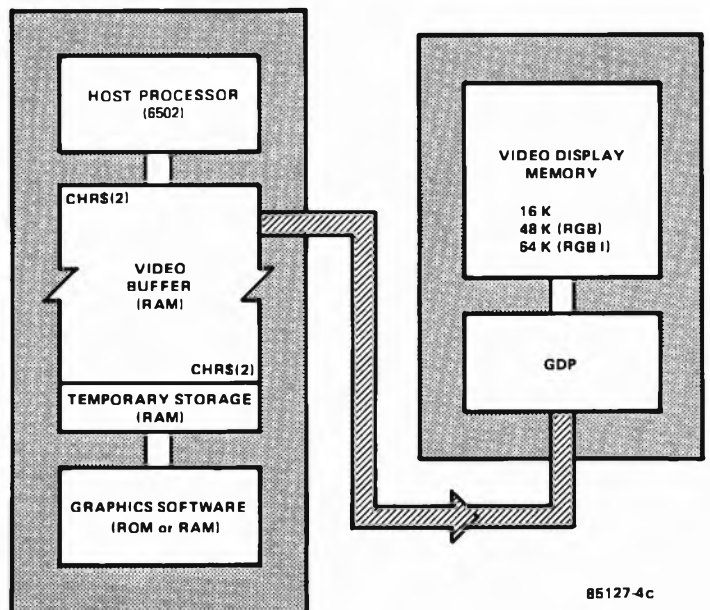 HOST PROCESSOR
(6502)
CHR$(2)
VIDEO
BUFFER
(RAM)
CHR$(2)
TEMPORARY STORAGE
(RAM)
GRAPHICS SOFTWARE
(ROM or RAM)
VIDEO DISPLAY
MEMORY
16 K
48 K (RGB)
64 K (RGBI)
GDP
85127-4c